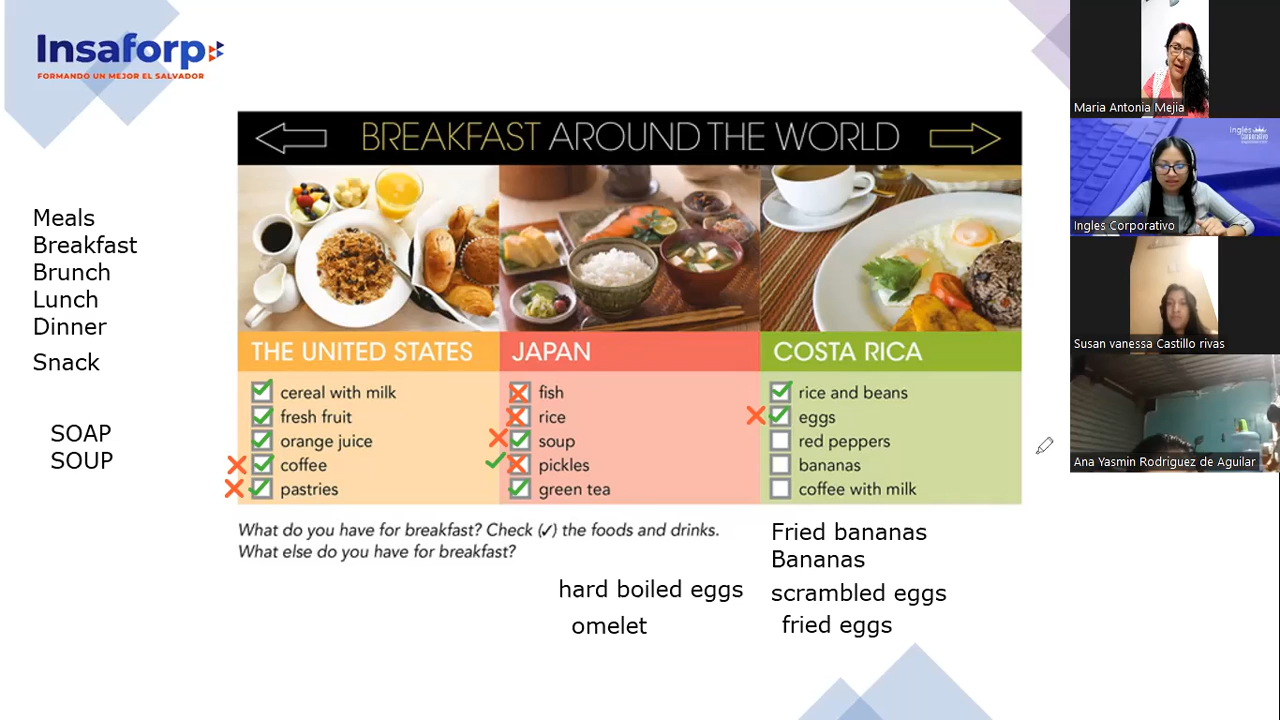 Insaforp
FORMANDO UN MEJOR EL SALVADOR
BREAKFAST AROUND THE WORLD
Meals
Breakfast
Brunch
Lunch
Dinner
Snack
SOAP
SOUP
THE UNITED STATES
cereal with milk
fresh fruit
orange juice
coffee
pastries
JAPAN
fish
rice
soup
pickles
green tea
COSTA RICA
rice and beans
eggs
red peppers
bananas
coffee with milk
What do you have for breakfast? Check (✓) the foods and drinks.
What else do you have for breakfast?
Fried bananas
Bananas
hard boiled eggs
scrambled eggs
omelet
fried eggs
Maria Antonia Mejia
Inglés
Corporativo
Ingles Corporativo
Susan vanessa Castillo rivas
Ana Yasmin Rodriguez de Aguilar